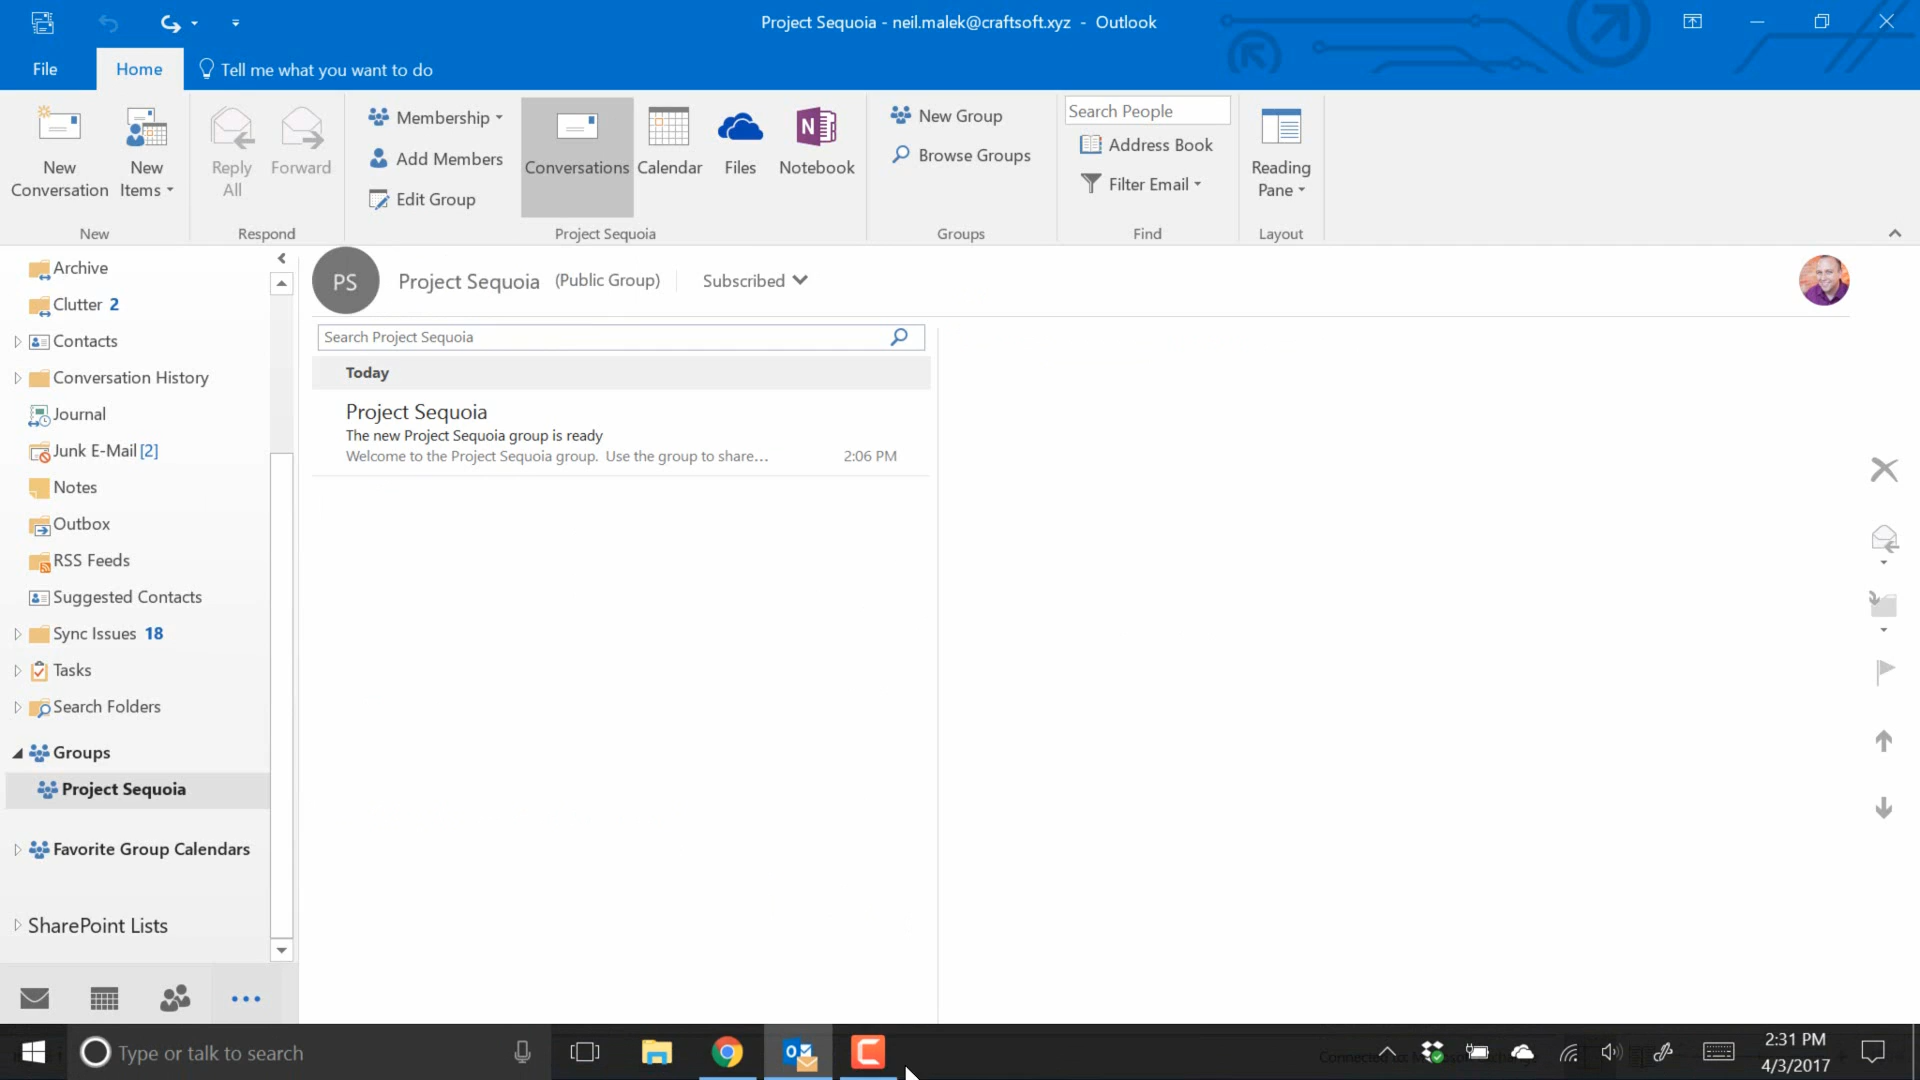 Project Sequoia - neil.malek@craftsoft.xyz - Outlook
File
Home
Tell me what you want to do
New
Conversation
New
Items
New
Reply
All
Forward
Respond
Membership
Add Members
Edit Group
Conversations
Calendar
Files
Notebook
Project Sequoia
New Group
Browse Groups
Groups
Search People
Address Book
Filter Email
Find
Reading
Pane
Layout
Archive
Clutter 2
Contacts
Conversation History
Journal
Junk E-Mail [2]
Notes
Outbox
RSS Feeds
Suggested Contacts
Sync Issues 18
Tasks
Search Folders
Groups
Project Sequoia
Favorite Group Calendars
SharePoint Lists
PS
Project Sequoia (Public Group)
Subscribed
Search Project Sequoia
Today
Project Sequoia
The new Project Sequoia group is ready
Welcome to the Project Sequoia group. Use the group to share...
2:06 PM
Type or talk to search
2:31 PM
4/3/2017